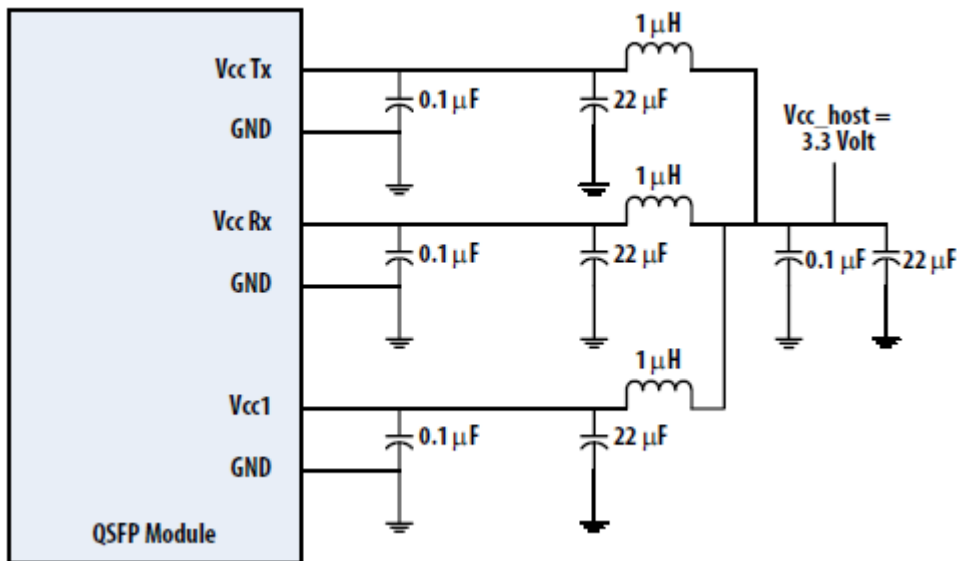 1 μH
Vcc Tx
0.1 μF
22 μF
GND
Vcc_host =
3.3 Volt
1 μH
Vcc Rx
0.1 μF
22 μF
0.1 μF
22 μF
GND
1 μH
Vcc1
0.1 μF
22 μF
GND
QSFP Module